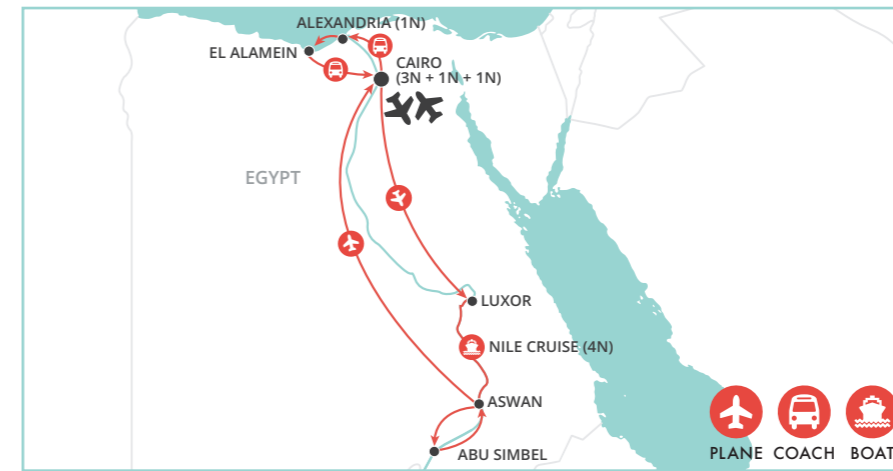 ALEXANDRIA (1N)
EL ALAMEIN
CAIRO
(3N + 1N + 1N)
EGYPT
LUXOR
NILE CRUISE (4N)
ASWAN
ABU SIMBEL
PLANE COACH BOAT